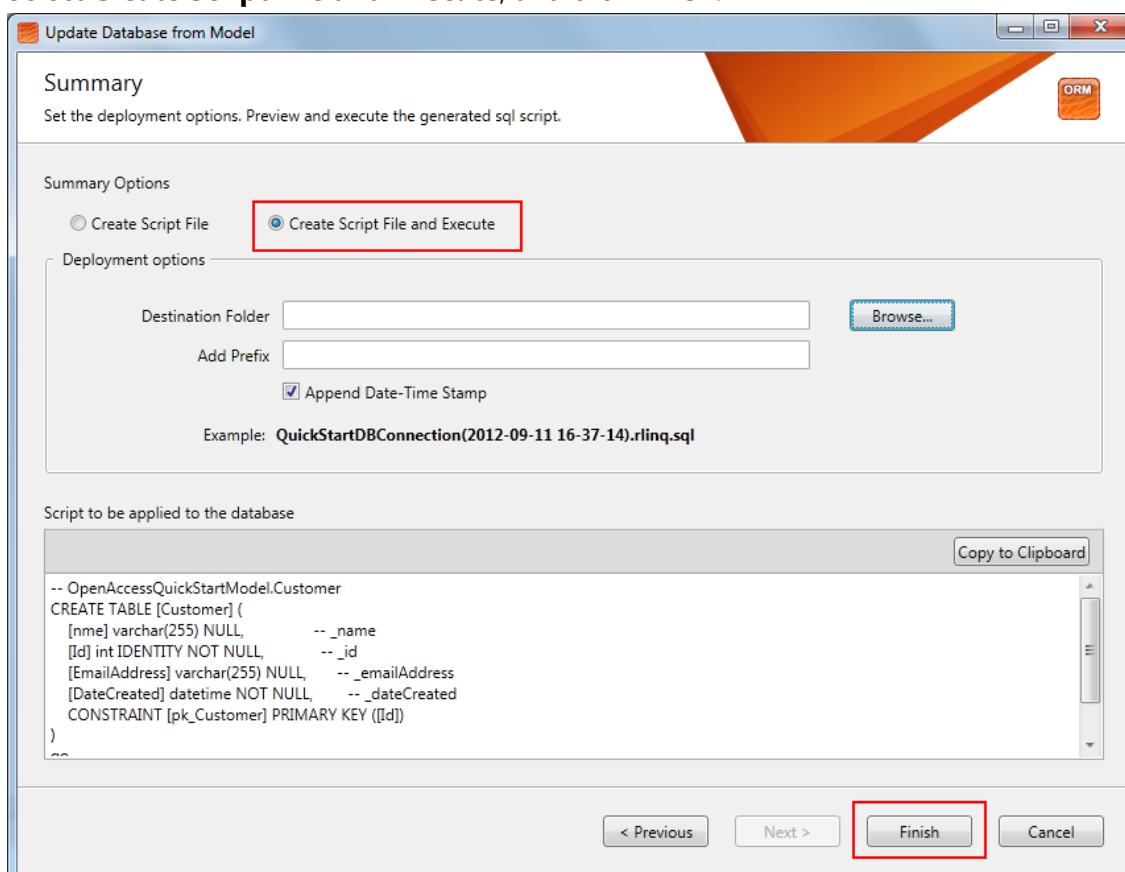 Update Database from Model
Summary
Set the deployment options. Preview and execute the generated sql script.
ORM
Summary Options
Create Script File Create Script File and Execute
Deployment options
Destination Folder Browse...
Add Prefix
Append Date-Time Stamp
Example: QuickStartDBConnection(2012-09-11 16-37-14).rlinq.sql
Script to be applied to the database
Copy to Clipboard
-- OpenAccessQuickStartModel.Customer
CREATE TABLE [Customer] (
[nme] varchar(255) NULL, -- _name
[Id] int IDENTITY NOT NULL, -- _id
[EmailAddress] varchar(255) NULL, -- _emailAddress
[DateCreated] datetime NOT NULL, -- _dateCreated
CONSTRAINT [pk_Customer] PRIMARY KEY ([Id])
)
< Previous Next > Finish Cancel